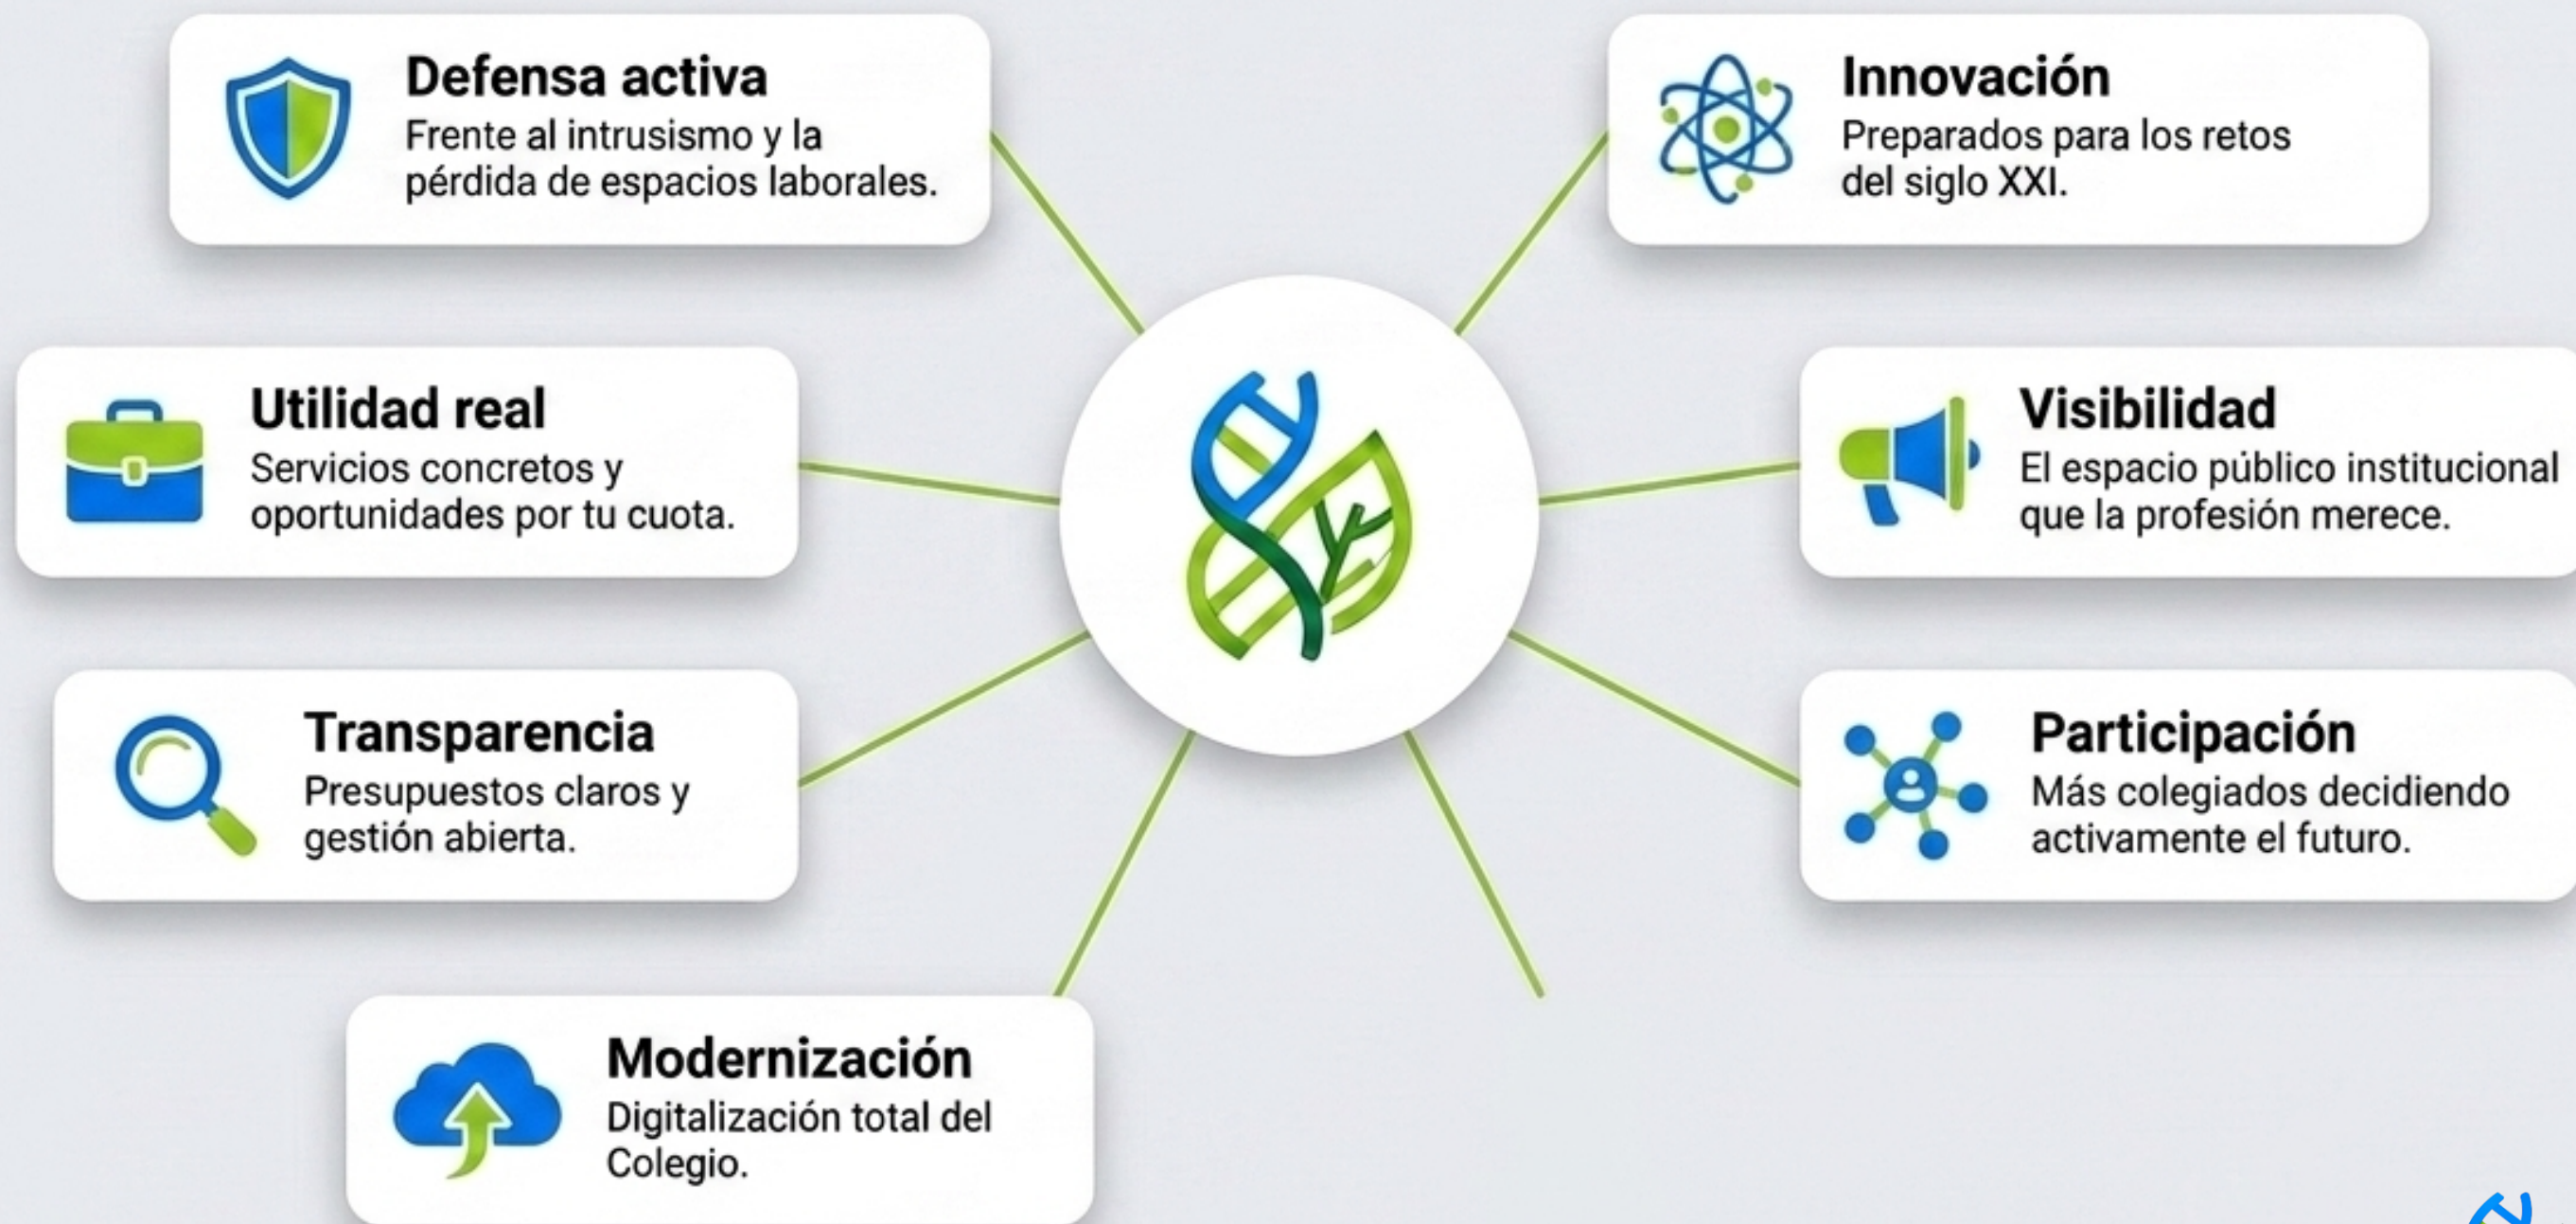 Defensa activa
Frente al intrusismo y la
pérdida de espacios laborales.
Innovación
Preparados para los retos
del siglo XXI.
Utilidad real
Servicios concretos y
oportunidades por tu cuota.
Visibilidad
El espacio público institucional
que la profesión merece.
Transparencia
Presupuestos claros y
gestión abierta.
Participación
Más colegiados decidiendo
activamente el futuro.
Modernización
Digitalización total del
Colegio.